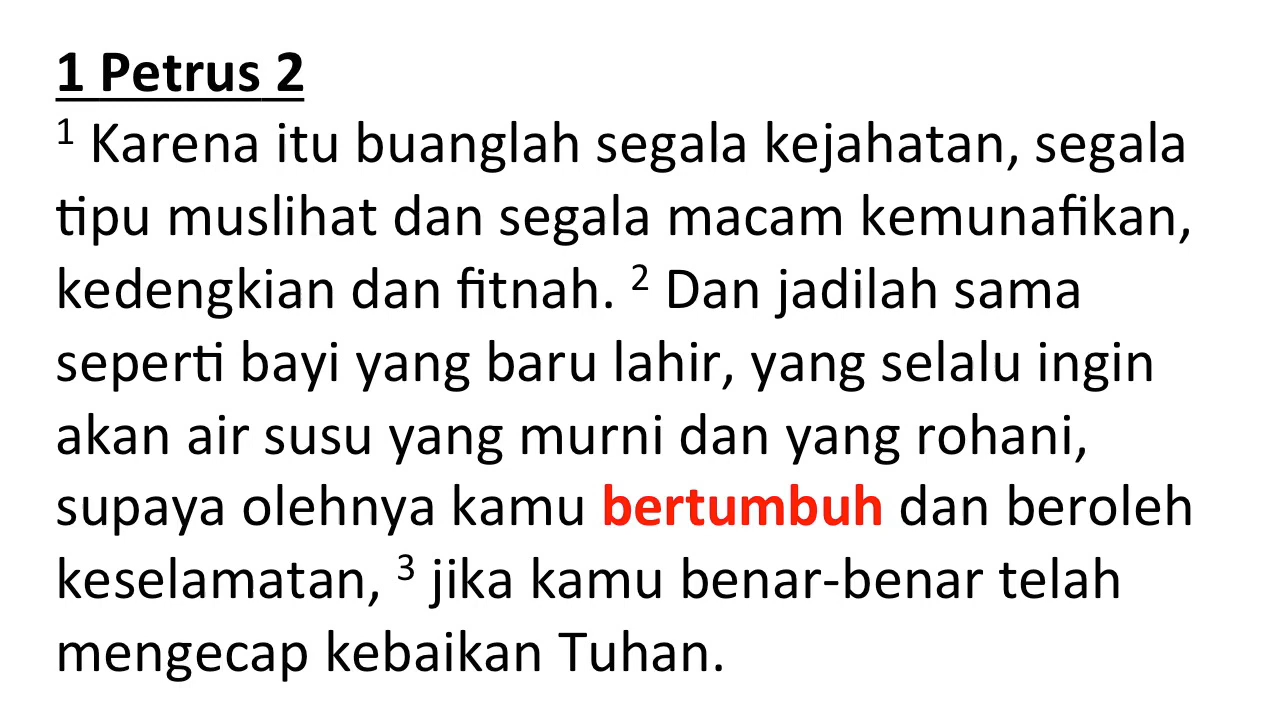 1 Petrus 2
1 Karena itu buanglah segala kejahatan, segala
tipu muslihat dan segala macam kemunafikan,
kedengkian dan fitnah. 2 Dan jadilah sama
seperti bayi yang baru lahir, yang selalu ingin
akan air susu yang murni dan yang rohani,
supaya olehnya kamu bertumbuh dan beroleh
keselamatan, 3 jika kamu benar-benar telah
mengecap kebaikan Tuhan.